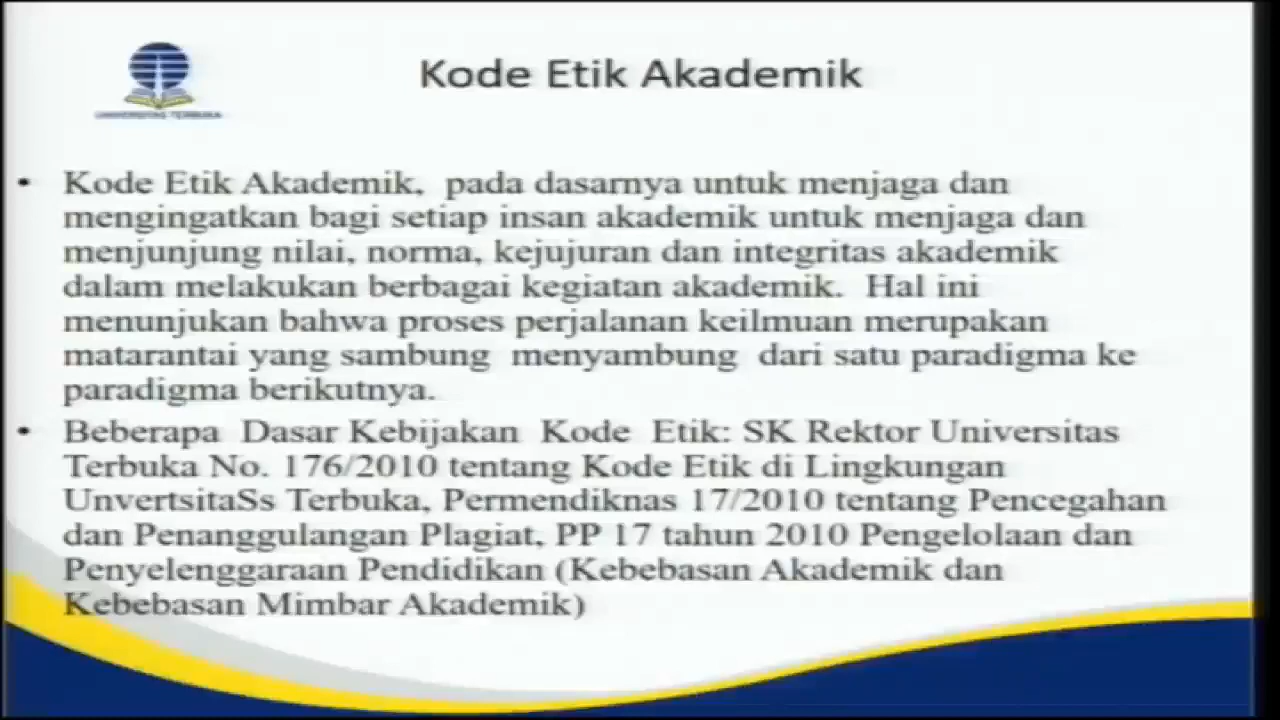 Kode Etik Akademik
UNIVERSITAS TERBUKA
• Kode Etik Akademik, pada dasarnya untuk menjaga dan
mengingatkan bagi setiap insan akademik untuk menjaga dan
menjunjung nilai, norma, kejujuran dan integritas akademik
dalam melakukan berbagai kegiatan akademik. Hal ini
menunjukan bahwa proses perjalanan keilmuan merupakan
matarantai yang sambung menyambung dari satu paradigma ke
paradigma berikutnya.
• Beberapa Dasar Kebijakan Kode Etik: SK Rektor Universitas
Terbuka No. 176/2010 tentang Kode Etik di Lingkungan
UnvertsitaSs Terbuka, Permendiknas 17/2010 tentang Pencegahan
dan Penanggulangan Plagiat, PP 17 tahun 2010 Pengelolaan dan
Penyelenggaraan Pendidikan (Kebebasan Akademik dan
Kebebasan Mimbar Akademik)